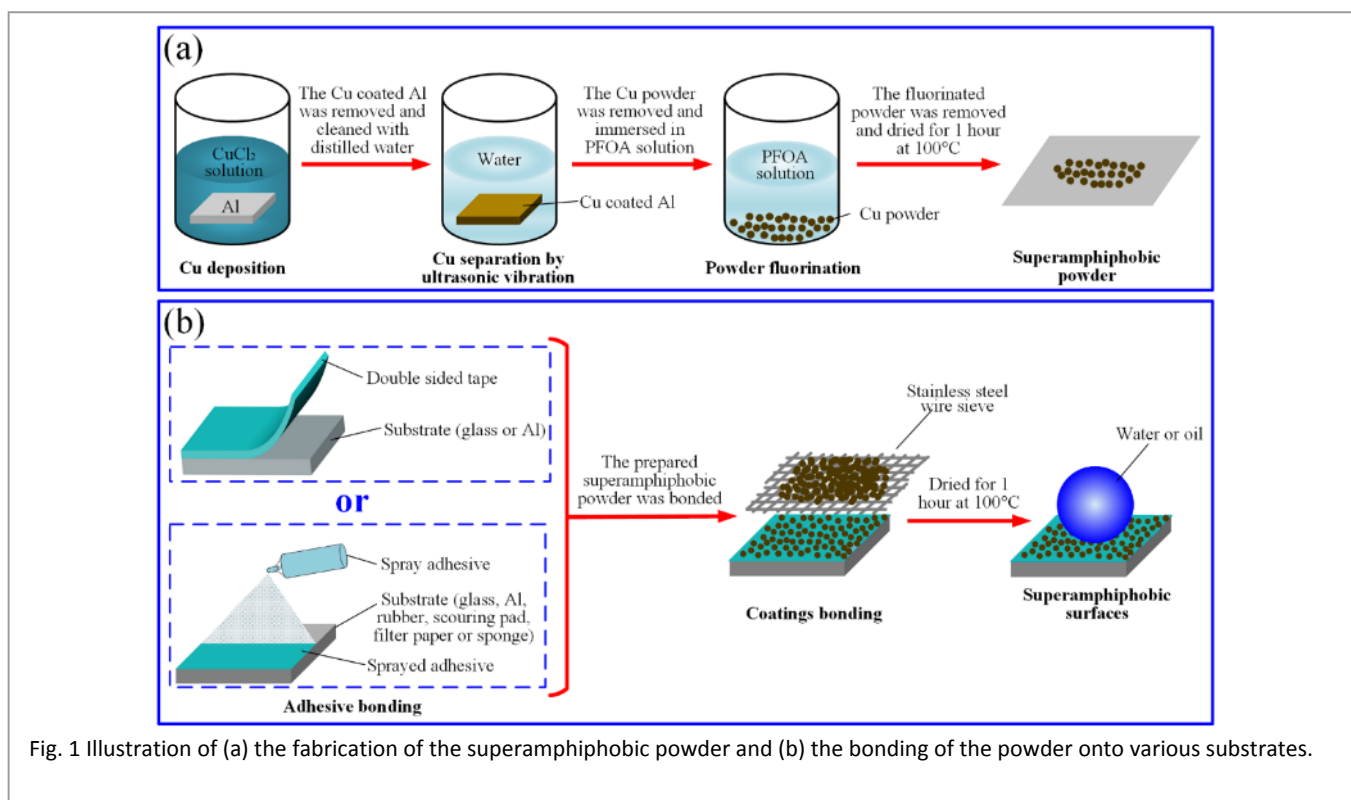 (a)
The Cu coated Al
was removed and
cleaned with
distilled water
The Cu powder
was removed and
immersed in
PFOA solution
The fluorinated
powder was removed
and dried for 1 hour
at 100°C
CuCl₂
solution
Al
Water
Cu coated Al
PFOA
solution
Cu powder
Cu deposition
Cu separation by
ultrasonic vibration
Powder fluorination
Superamphiphobic
powder
(b)
Double sided tape
Substrate (glass or Al)
or
Spray adhesive
Substrate (glass, Al,
rubber, scouring pad,
filter paper or sponge)
Sprayed adhesive
Adhesive bonding
The prepared
superamphiphobic
powder was bonded
Stainless steel
wire sieve
Coatings bonding
Dried for 1
hour at 100°C
Water or oil
Superamphiphobic
surfaces
Fig. 1 Illustration of (a) the fabrication of the superamphiphobic powder and (b) the bonding of the powder onto various substrates.